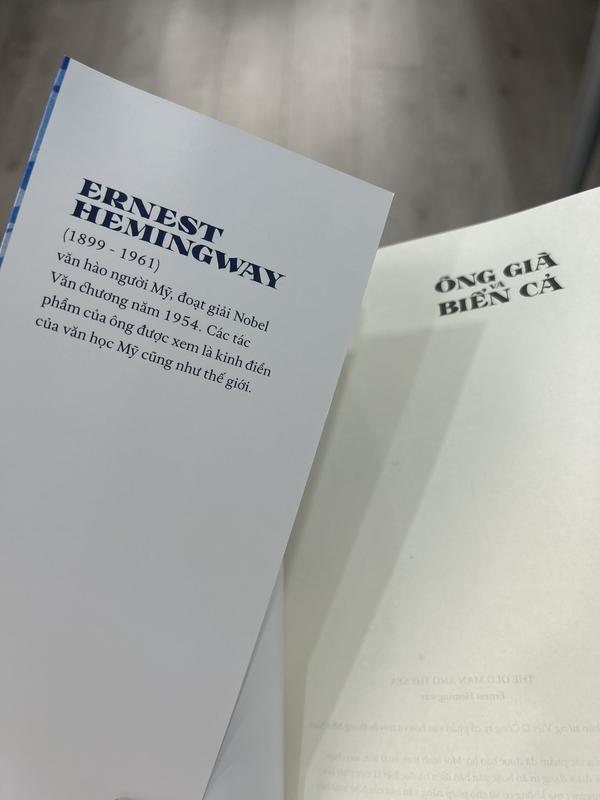 ERNEST
HEMINGWAY
(1899 - 1961)
văn hào người Mỹ, đoạt giải Nobel
Văn chương năm 1954. Các tác
phẩm của ông được xem là kinh điển
của văn học Mỹ cũng như thế giới.
ÔNG GIÀ
VÀ
BIỂN CẢ
THE OLD MAN AND THE SEA
Ernest Hemingway